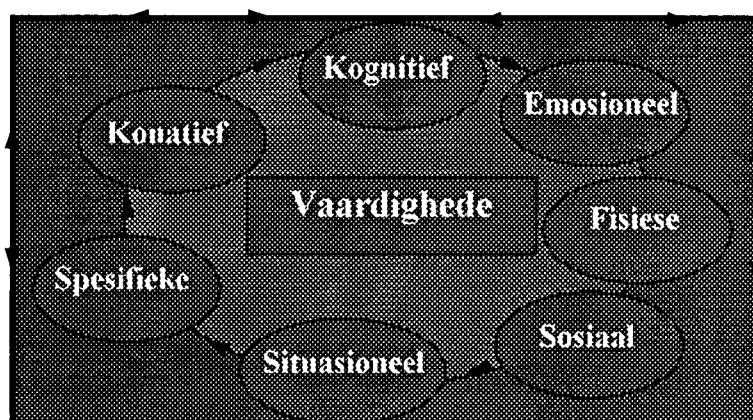 Kognitief
Emosioneel
Konatief
Vaardighede
Fisiese
Spesifieke
Sosiaal
Situasioneel